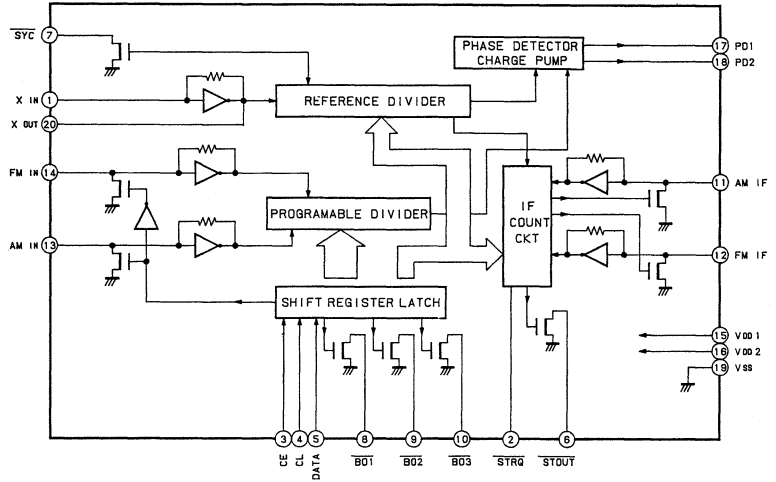 SYC 7
X IN 1
X OUT 20
FM IN 14
AM IN 13
PHASE DETECTOR
CHARGE PUMP
REFERENCE DIVIDER
PROGRAMABLE DIVIDER
SHIFT REGISTER LATCH
IF
COUNT
CKT
17 PD1
18 PD2
11 AM IF
12 FM IF
15 VDD1
16 VDD2
19 VSS
3 4 5 8 9 10 2 6
CE CL DATA BO1 BO2 BO3 STRQ STOUT